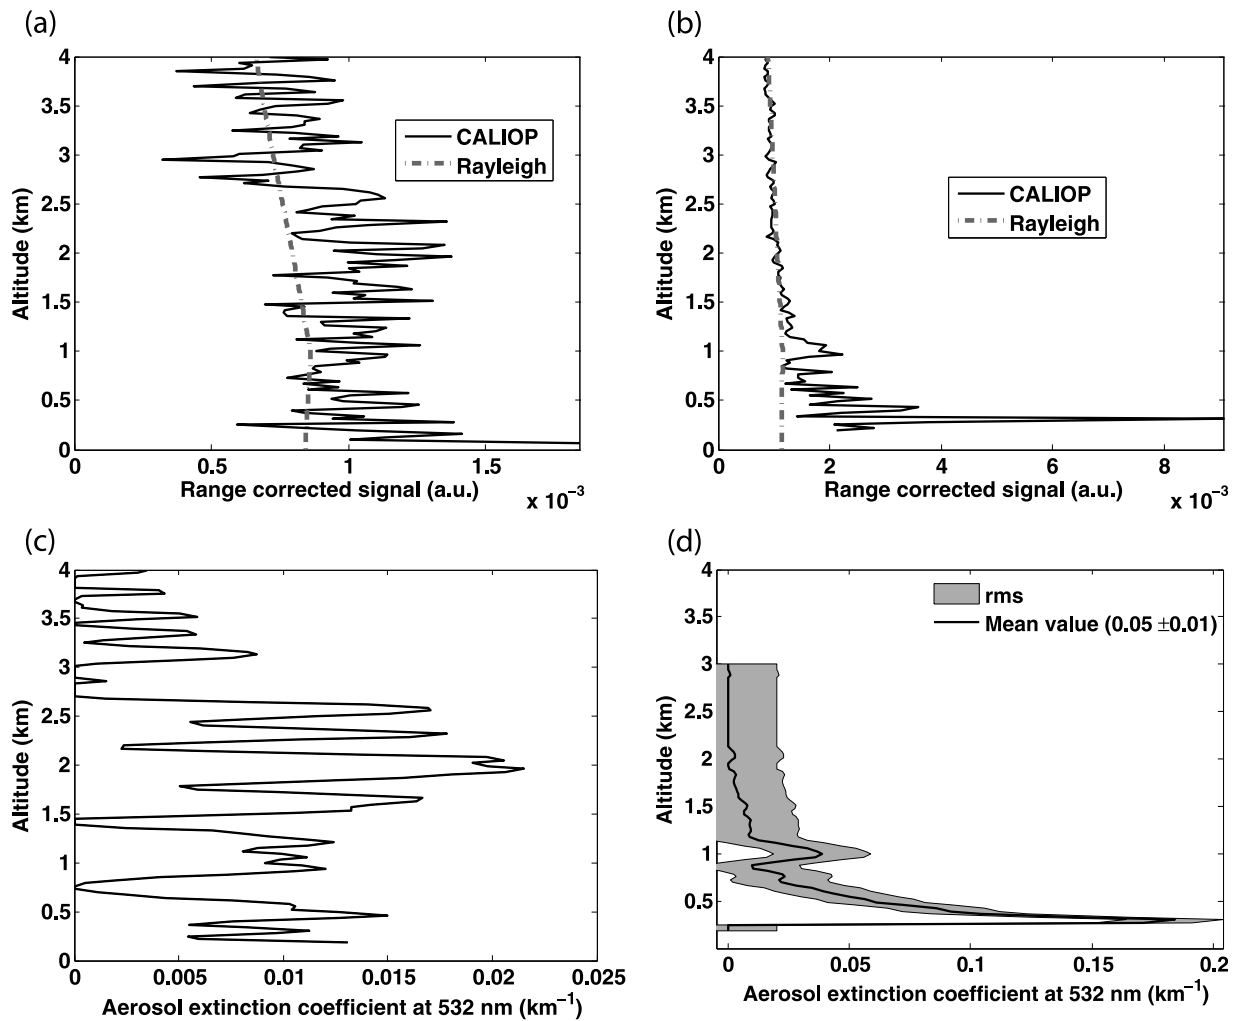 (a)
4
3.5
3
2.5
2
1.5
1
0.5
0
Altitude (km)
CALIOP
Rayleigh
0 0.5 1 1.5
Range corrected signal (a.u.)
x 10⁻³
(b)
4
3.5
3
2.5
2
1.5
1
0.5
0
Altitude (km)
CALIOP
Rayleigh
0 2 4 6 8
Range corrected signal (a.u.)
x 10⁻³
(c)
4
3.5
3
2.5
2
1.5
1
0.5
0
Altitude (km)
0 0.005 0.01 0.015 0.02 0.025
Aerosol extinction coefficient at 532 nm (km⁻¹)
(d)
4
3.5
3
2.5
2
1.5
1
0.5
Altitude (km)
rms
Mean value (0.05 ±0.01)
0 0.05 0.1 0.15 0.2
Aerosol extinction coefficient at 532 nm (km⁻¹)